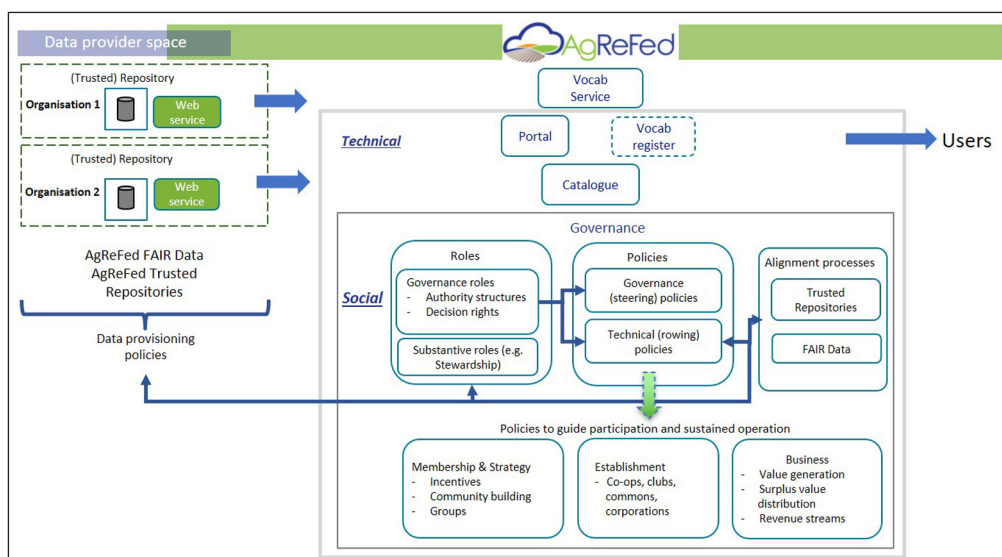 Data provider space
AgReFed
(Trusted) Repository
Organisation 1
Web
service
(Trusted) Repository
Organisation 2
Web
service
AgReFed FAIR Data
AgReFed Trusted
Repositories
Data provisioning
policies
Vocab
Service
Technical
Portal
Vocab
register
Catalogue
Users
Governance
Social
Roles
Governance roles
- Authority structures
- Decision rights
Substantive roles (e.g.
Stewardship)
Policies
Governance
(steering) policies
Technical (rowing)
policies
Alignment processes
Trusted
Repositories
FAIR Data
Policies to guide participation and sustained operation
Membership & Strategy
- Incentives
- Community building
- Groups
Establishment
- Co-ops, clubs,
commons,
corporations
Business
- Value generation
- Surplus value
distribution
- Revenue streams